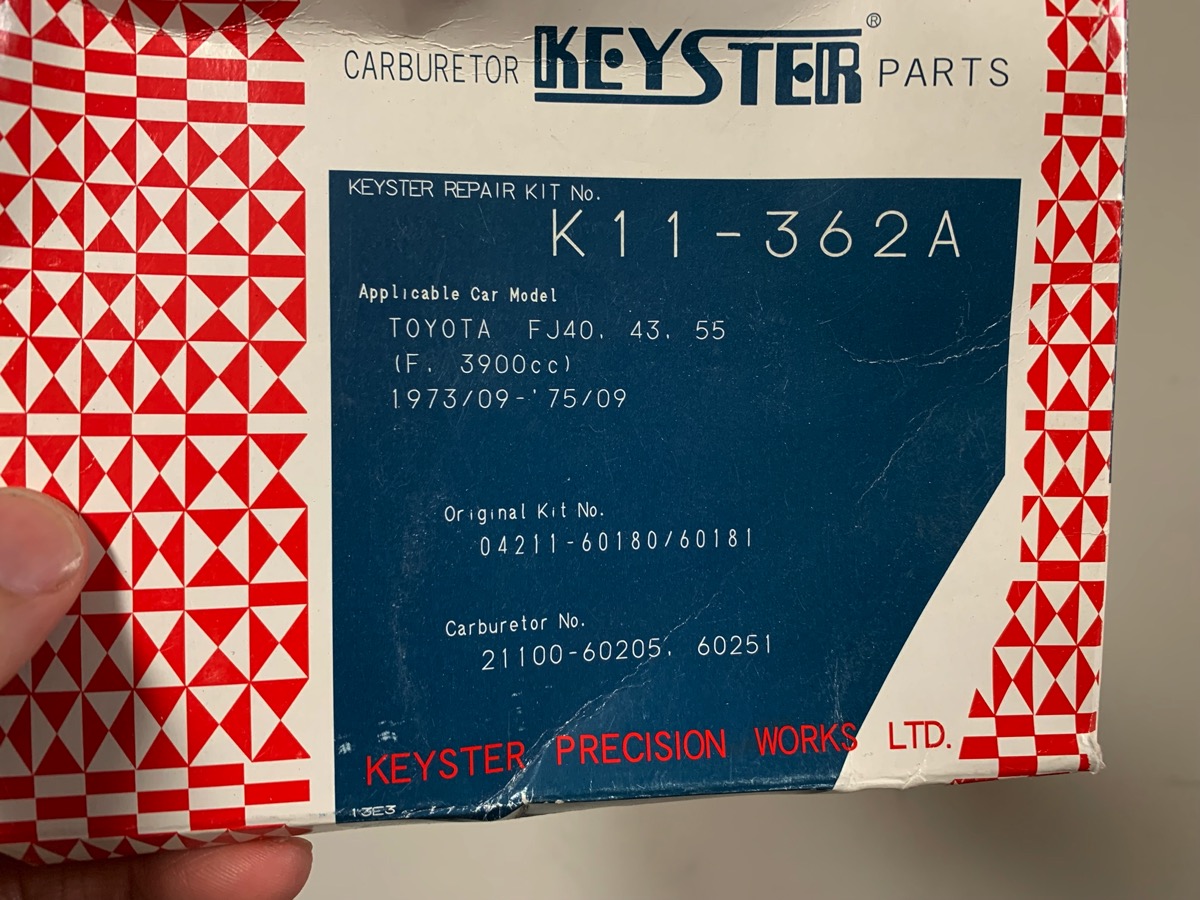 CARBURETOR KEYSTER® PARTS
KEYSTER REPAIR KIT No.
K11-362A
Applicable Car Model
TOYOTA FJ40, 43, 55
(F, 3900cc)
1973/09-'75/09
Original Kit No.
04211-60180/60181
Carburetor No.
21100-60205, 60251
KEYSTER PRECISION WORKS LTD.
13E3